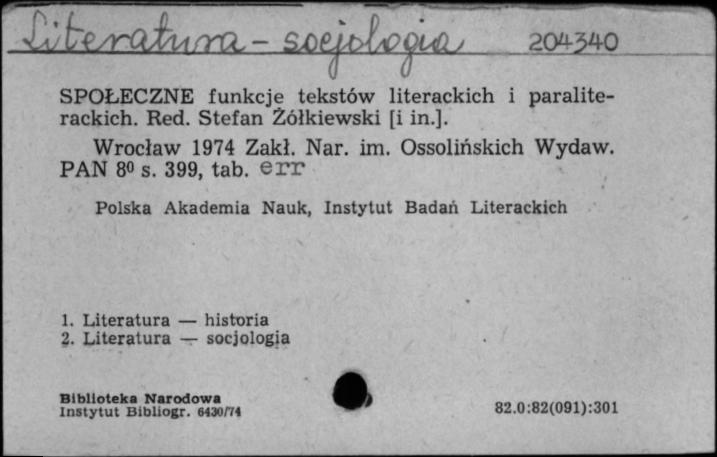 Literatura - socjologia 204340
SPOŁECZNE funkcje tekstów literackich i paralite-
rackich. Red. Stefan Żółkiewski [i in.].
Wrocław 1974 Zakł. Nar. im. Ossolińskich Wydaw.
PAN 8⁰ s. 399, tab. err
Polska Akademia Nauk, Instytut Badań Literackich
1. Literatura — historia
2. Literatura — socjologia
Biblioteka Narodowa
Instytut Bibliogr. 6430/74
82.0:82(091):301